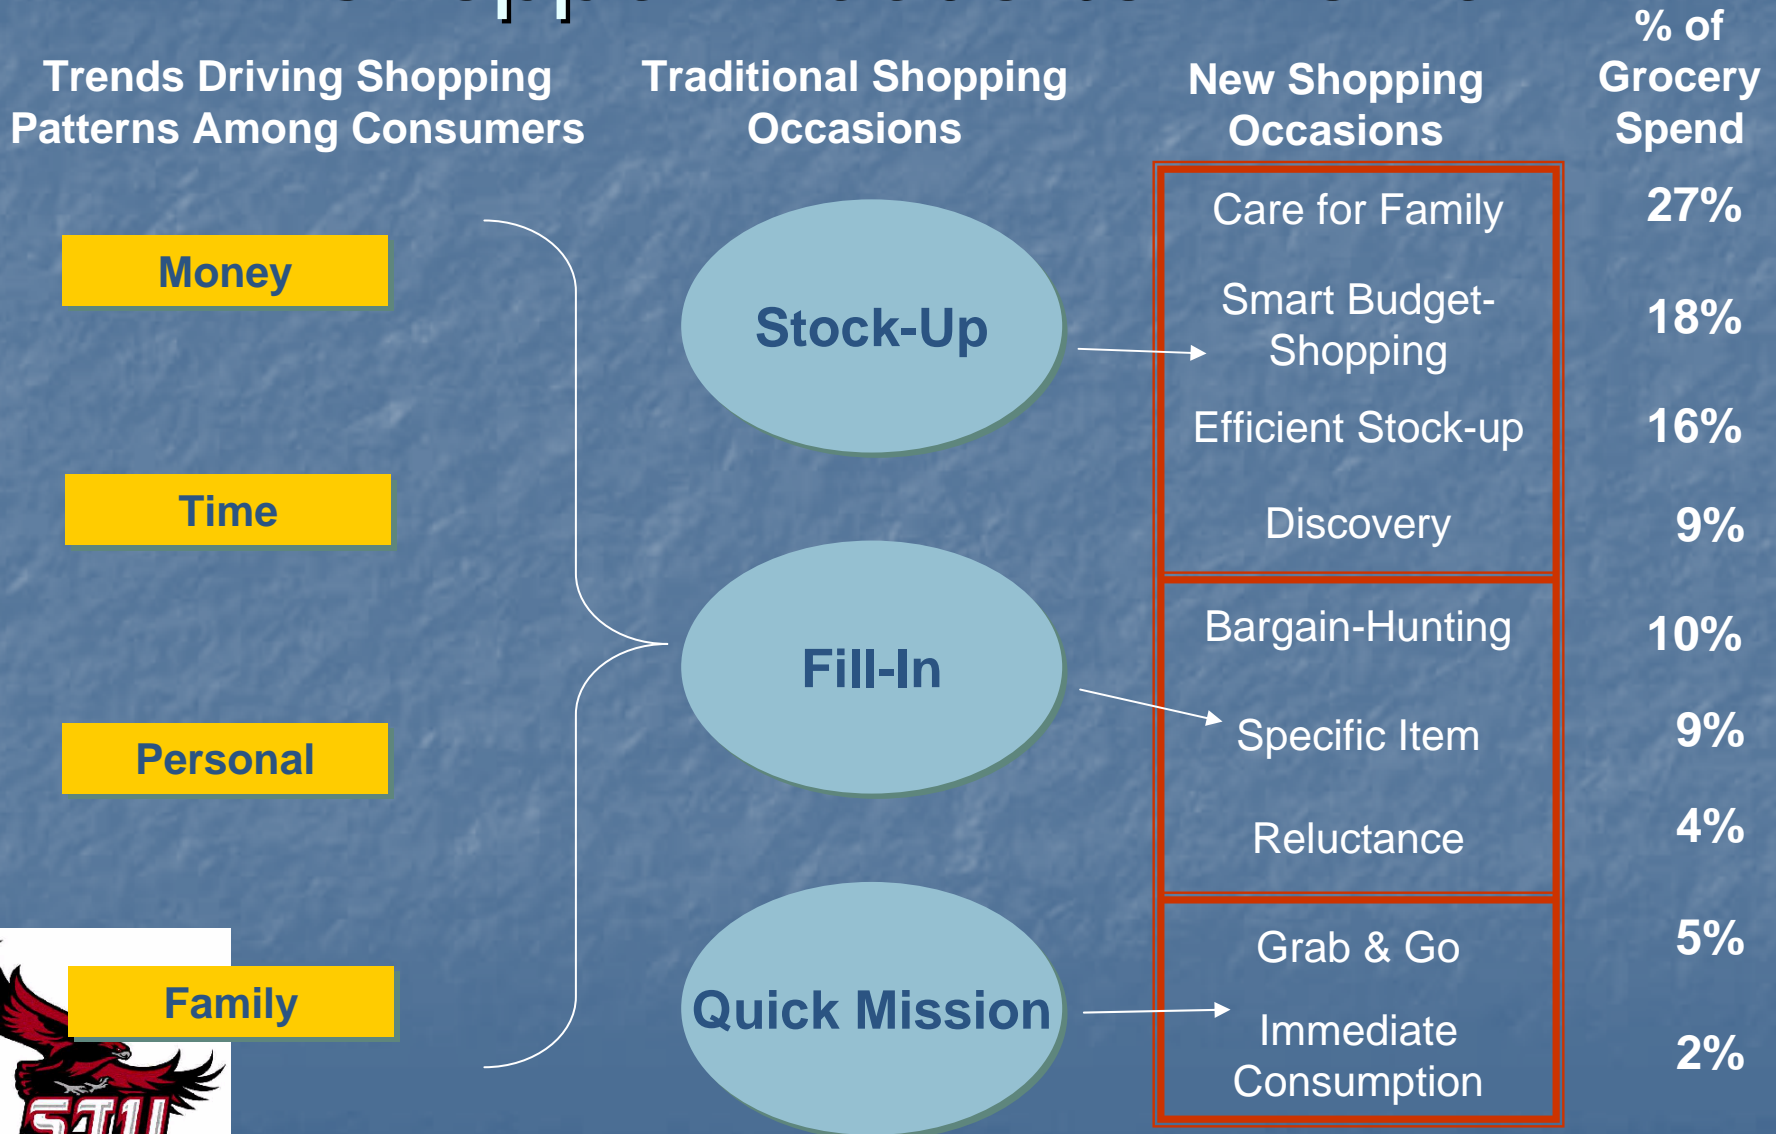 % of
Grocery
Spend
Trends Driving Shopping
Patterns Among Consumers
Traditional Shopping
Occasions
New Shopping
Occasions
Money
Time
Personal
Family
Stock-Up
Fill-In
Quick Mission
Care for Family 27%
Smart Budget-
Shopping 18%
Efficient Stock-up 16%
Discovery 9%
Bargain-Hunting 10%
Specific Item 9%
Reluctance 4%
Grab & Go 5%
Immediate
Consumption 2%
STU